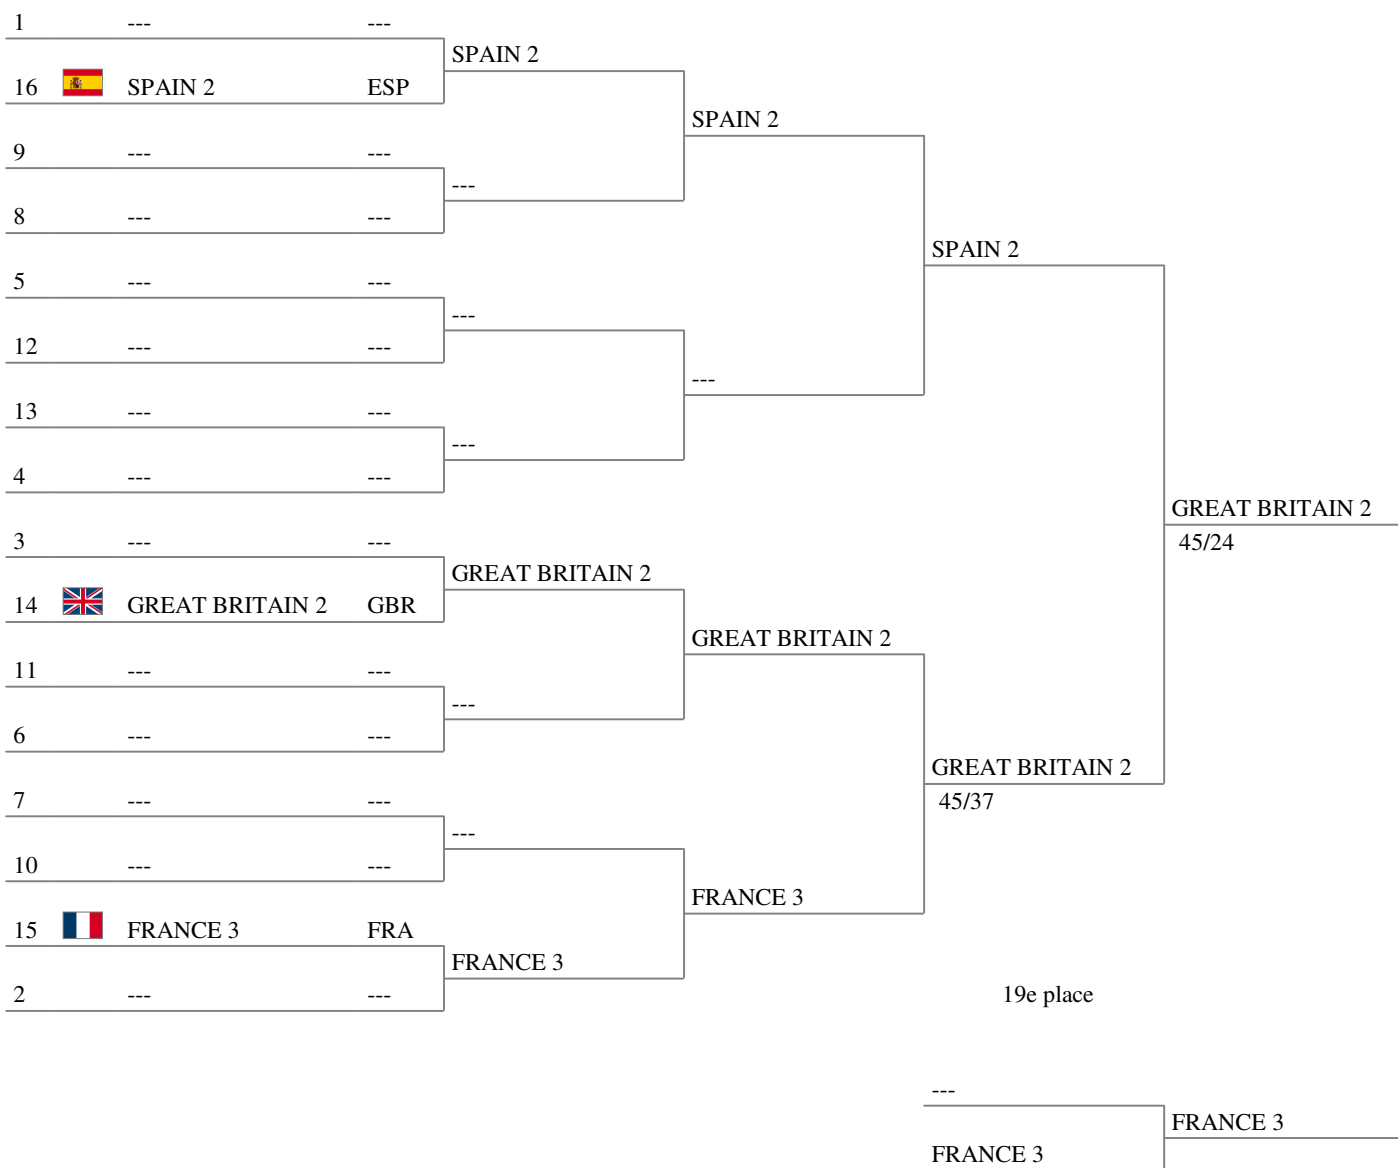 1 --- ---
SPAIN 2
16 SPAIN 2 ESP
SPAIN 2
9 --- ---
---
8 --- ---
SPAIN 2
5 --- ---
---
12 --- ---
---
13 --- ---
---
4 --- ---
GREAT BRITAIN 2
3 --- ---
45/24
GREAT BRITAIN 2
14 GREAT BRITAIN 2 GBR
GREAT BRITAIN 2
11 --- ---
---
6 --- ---
GREAT BRITAIN 2
7 --- ---
45/37
---
10 --- ---
FRANCE 3
15 FRANCE 3 FRA
FRANCE 3
2 --- ---
19e place
---
FRANCE 3
FRANCE 3